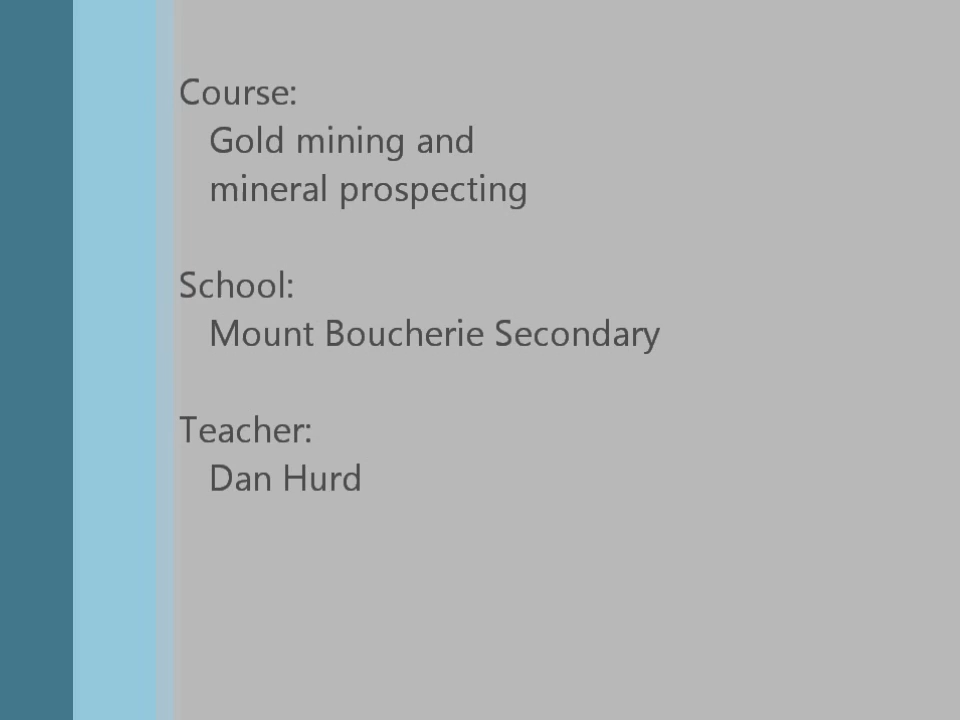 Course:
Gold mining and
mineral prospecting
School:
Mount Boucherie Secondary
Teacher:
Dan Hurd